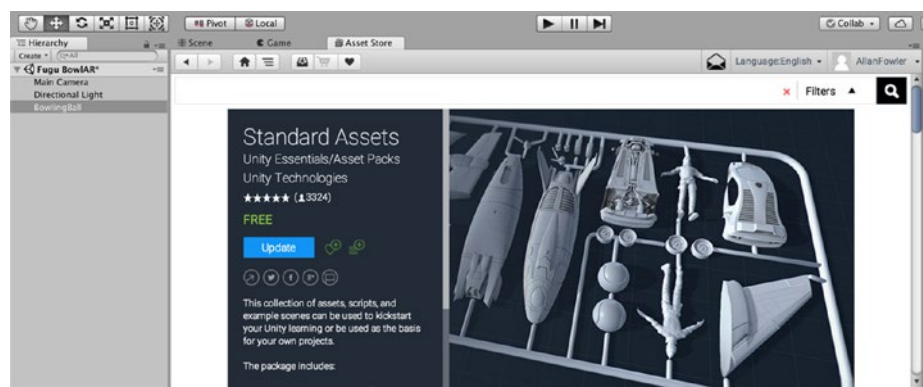 Pivot Local Collab
Hierarchy Scene Game Asset Store
Create All
Fugu BowlAR*
Main Camera
Directional Light
BowlingBall
Language:English AllanFowler
Filters
Standard Assets
Unity Essentials/Asset Packs
Unity Technologies
★★★★★ (3324)
FREE
Update
This collection of assets, scripts, and
example scenes can be used to kickstart
your Unity learning or be used as the basis
for your own projects.
The package includes: